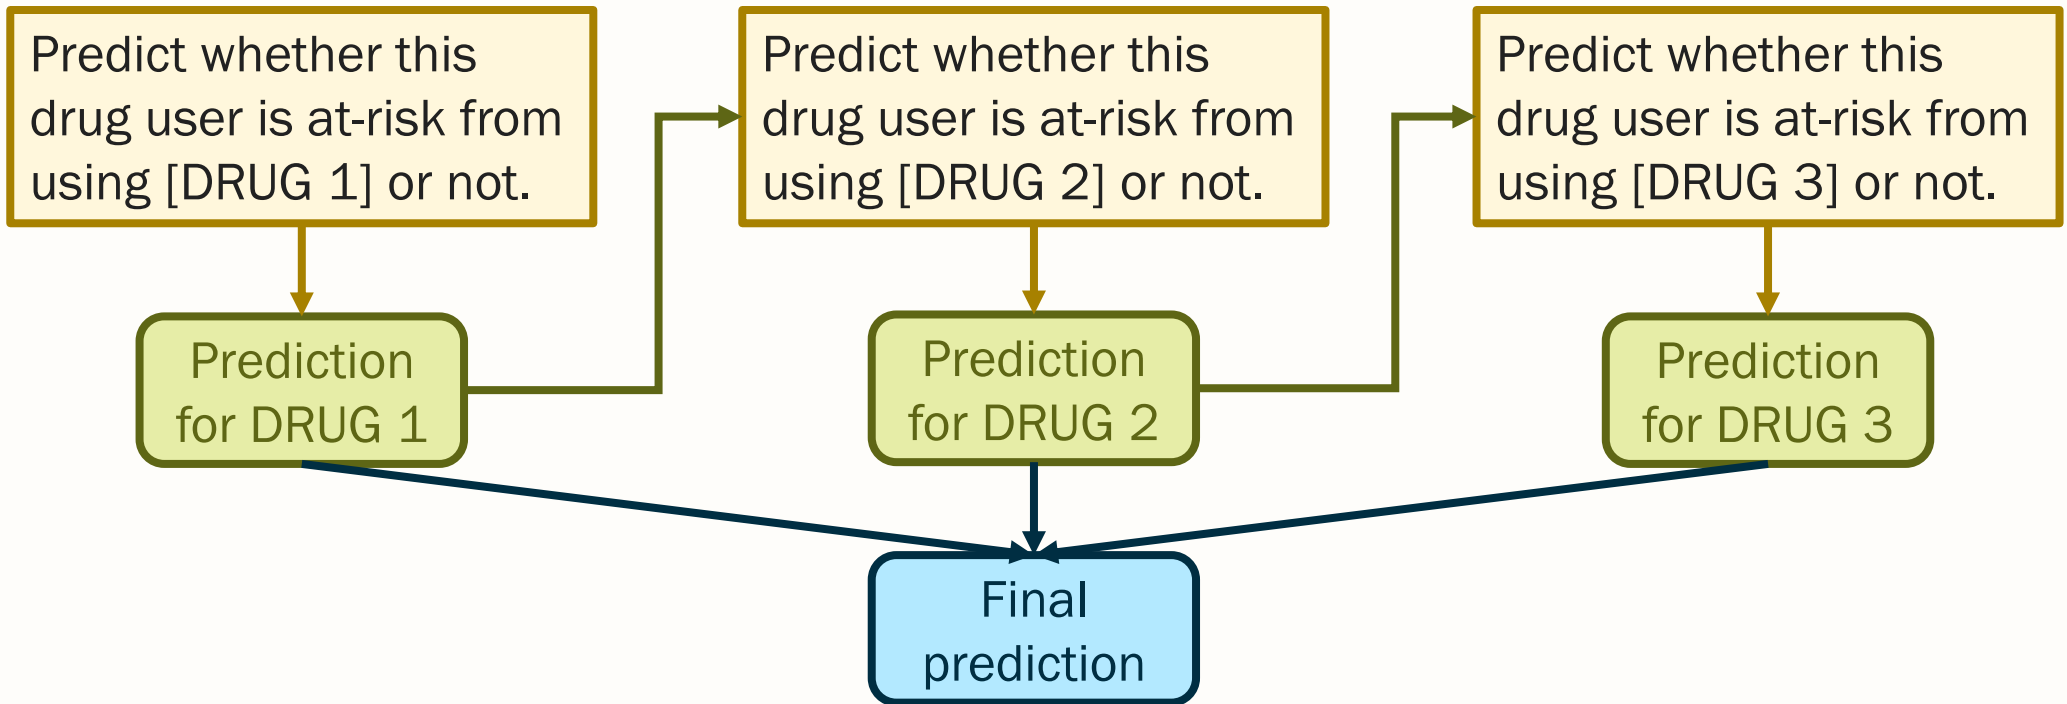 Predict whether this
drug user is at-risk from
using [DRUG 1] or not.
Predict whether this
drug user is at-risk from
using [DRUG 2] or not.
Predict whether this
drug user is at-risk from
using [DRUG 3] or not.
Prediction
for DRUG 1
Prediction
for DRUG 2
Prediction
for DRUG 3
Final
prediction